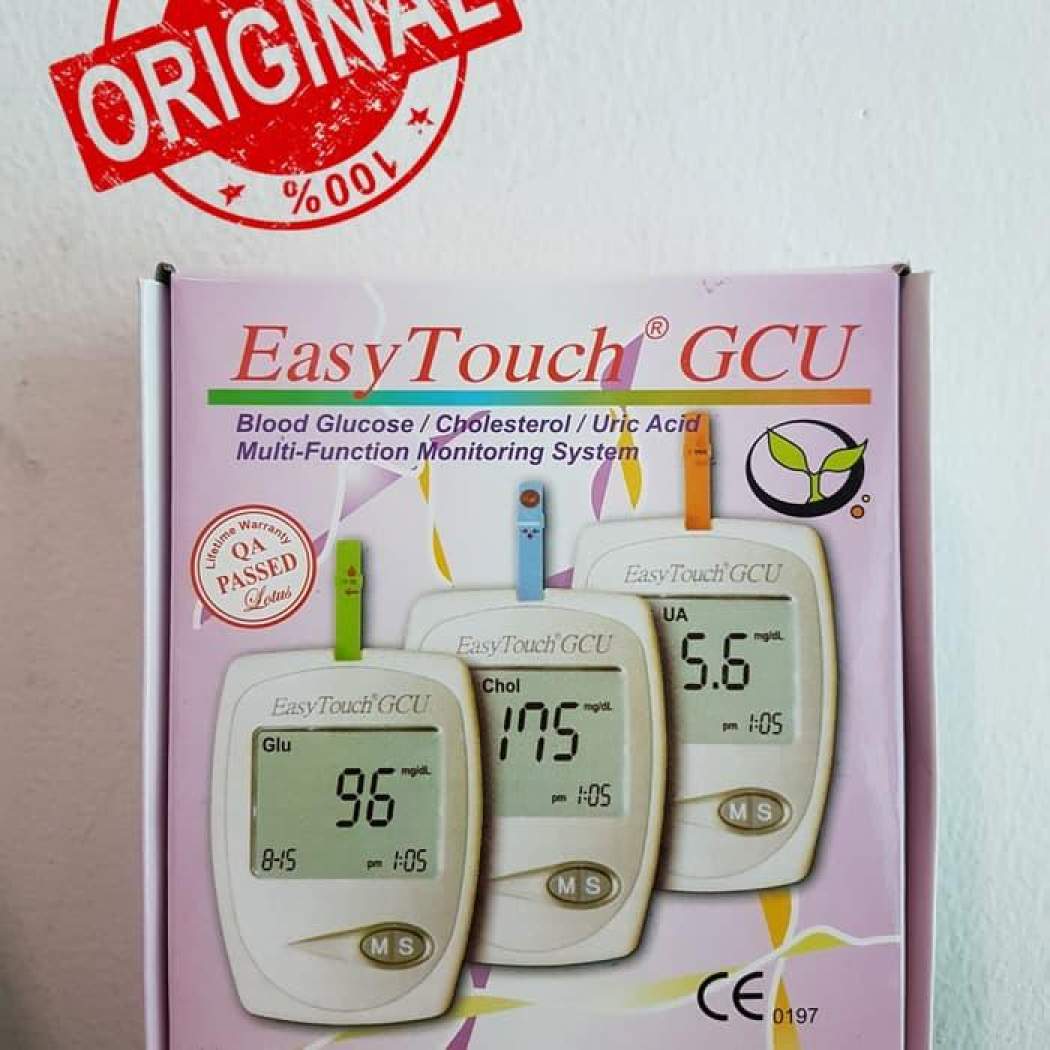 ORIGINAL
100%
EasyTouch® GCU
Blood Glucose / Cholesterol / Uric Acid
Multi-Function Monitoring System
Lifetime Warranty
QA
PASSED
Lotus
EasyTouch® GCU
UA
5.6 mg/dL
pm 1:05
M S
EasyTouch® GCU
Chol
175 mg/dL
pm 1:05
M S
EasyTouch® GCU
Glu
96 mg/dL
8-15 pm 1:05
M S
CE 0197